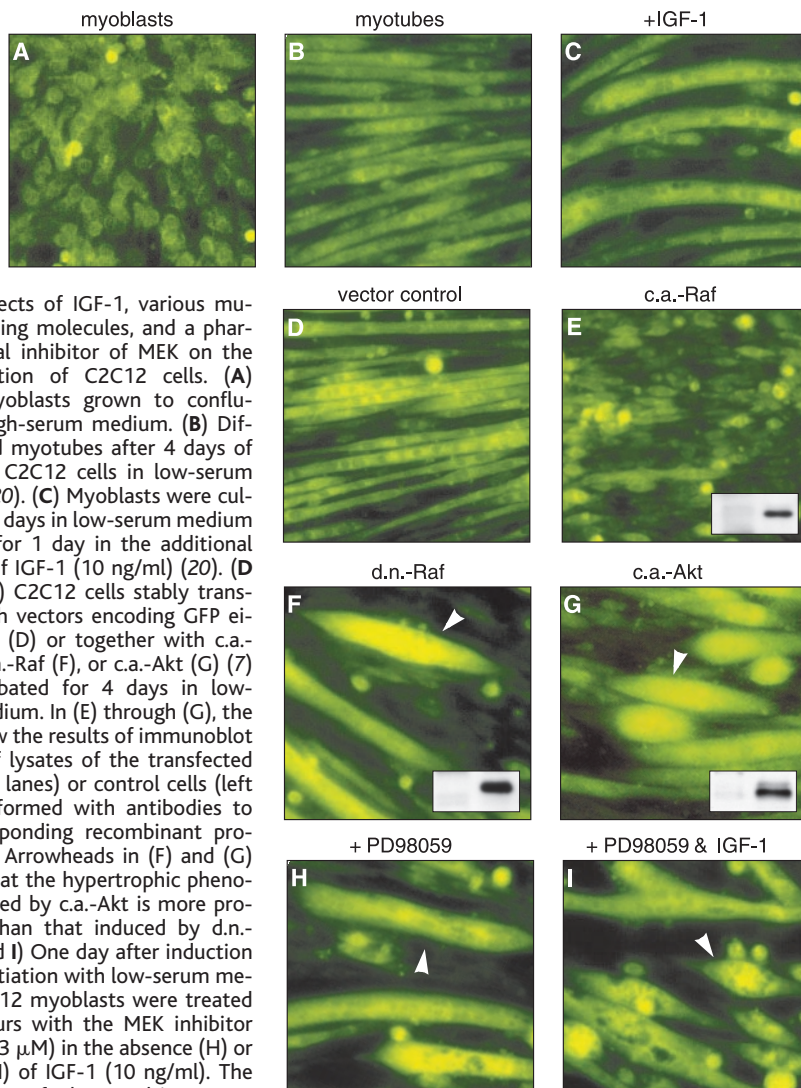 myoblasts
myotubes
+IGF-1
A
B
C
vector control
c.a.-Raf
D
E
ects of IGF-1, various mu-
ing molecules, and a phar-
al inhibitor of MEK on the
tion of C2C12 cells. (A)
yoblasts grown to conflu-
gh-serum medium. (B) Dif-
d myotubes after 4 days of
C2C12 cells in low-serum
20). (C) Myoblasts were cul-
days in low-serum medium
for 1 day in the additional
of IGF-1 (10 ng/ml) (20). (D
) C2C12 cells stably trans-
n vectors encoding GFP ei-
(D) or together with c.a.-
n.-Raf (F), or c.a.-Akt (G) (7)
bated for 4 days in low-
dium. In (E) through (G), the
w the results of immunoblot
f lysates of the transfected
lanes) or control cells (left
formed with antibodies to
ponding recombinant pro-
Arrowheads in (F) and (G)
at the hypertrophic pheno-
ed by c.a.-Akt is more pro-
han that induced by d.n.-
d I) One day after induction
tiation with low-serum me-
12 myoblasts were treated
urs with the MEK inhibitor
3 μM) in the absence (H) or
I) of IGF-1 (10 ng/ml). The
d.n.-Raf
c.a.-Akt
F
G
+ PD98059
+ PD98059 & IGF-1
H
I